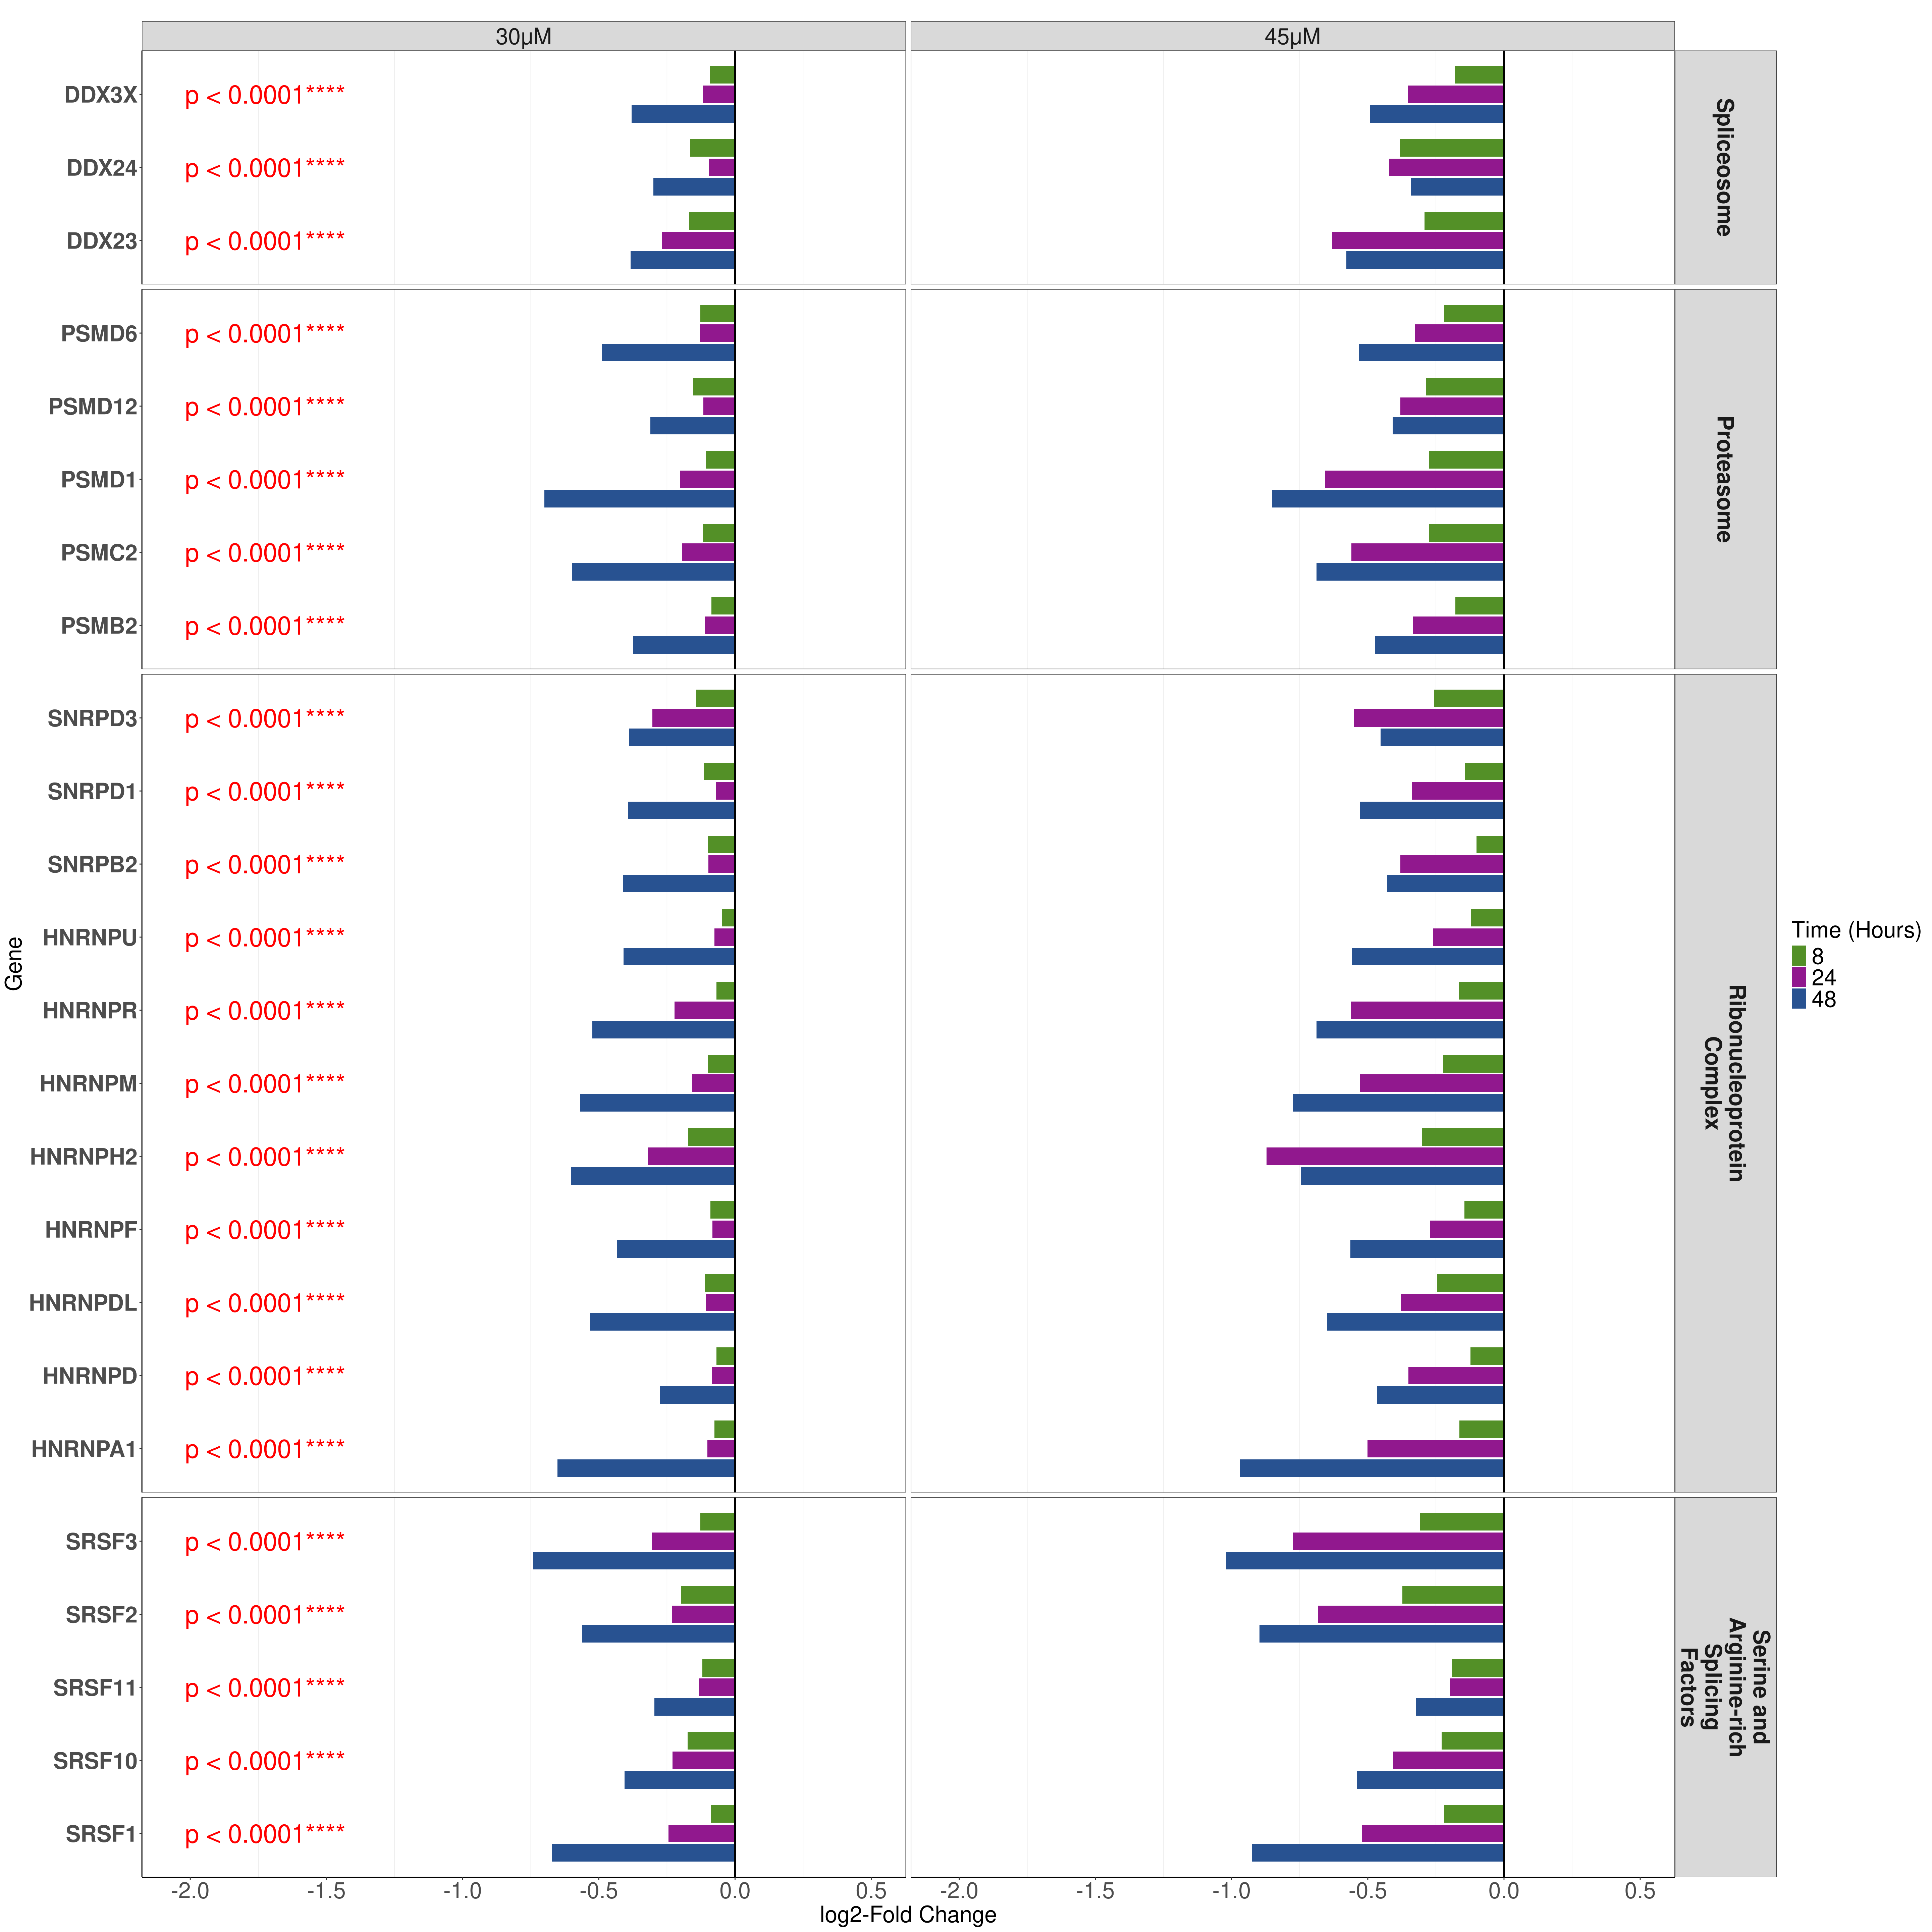 30µM
45µM
DDX3X
p < 0.0001****
DDX24
p < 0.0001****
DDX23
p < 0.0001****
Spliceosome
PSMD6
p < 0.0001****
PSMD12
p < 0.0001****
PSMD1
p < 0.0001****
PSMC2
p < 0.0001****
PSMB2
p < 0.0001****
Proteasome
SNRPD3
p < 0.0001****
SNRPD1
p < 0.0001****
SNRPB2
p < 0.0001****
HNRNPU
p < 0.0001****
HNRNPR
p < 0.0001****
HNRNPM
p < 0.0001****
HNRNPH2
p < 0.0001****
HNRNPF
p < 0.0001****
HNRNPDL
p < 0.0001****
HNRNPD
p < 0.0001****
HNRNPA1
p < 0.0001****
Ribonucleoprotein
Complex
SRSF3
p < 0.0001****
SRSF2
p < 0.0001****
SRSF11
p < 0.0001****
SRSF10
p < 0.0001****
SRSF1
p < 0.0001****
Serine and
Arginine-rich
Splicing
Factors
Gene
-2.0 -1.5 -1.0 -0.5 0.0 0.5
-2.0 -1.5 -1.0 -0.5 0.0 0.5
log2-Fold Change
Time (Hours)
8
24
48